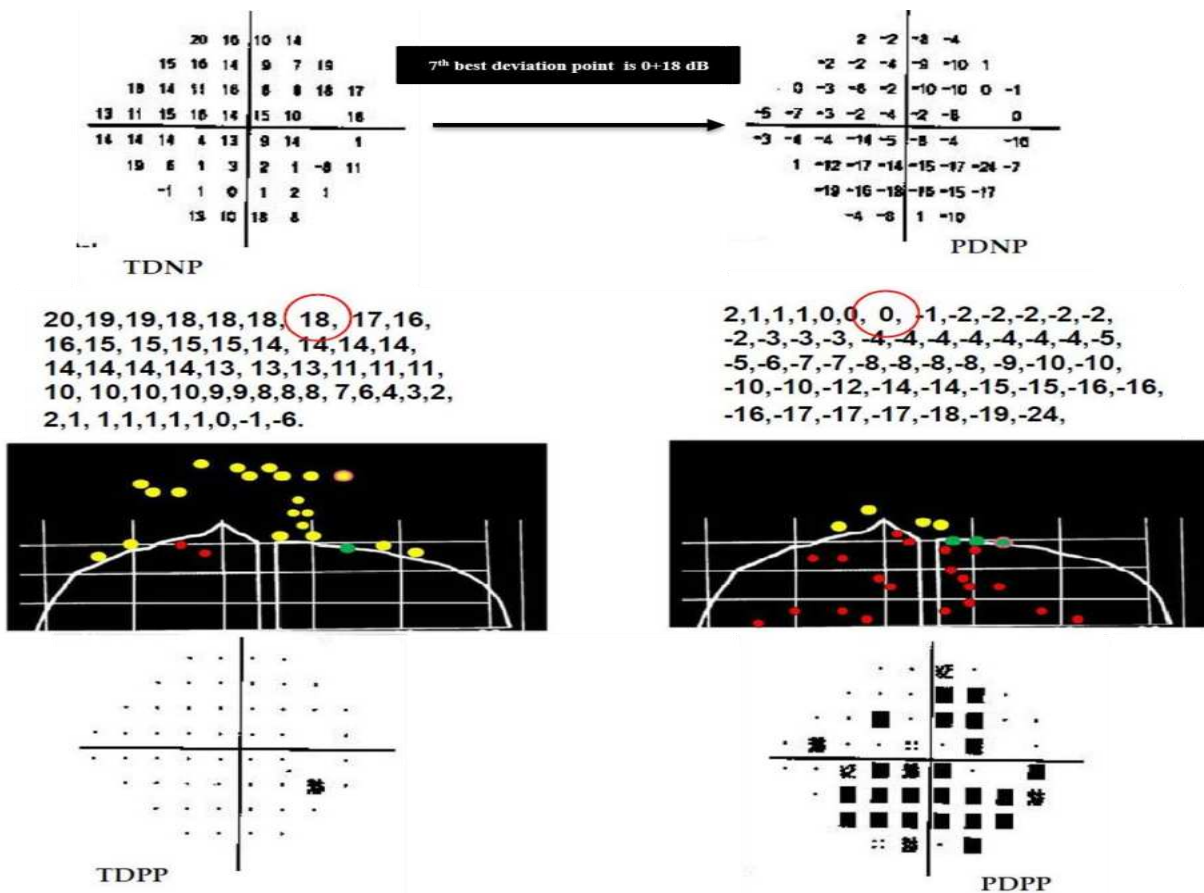 20 16 10 14
15 16 14 9 7 19
18 14 11 16 8 8 18 17
13 11 15 16 14 15 10 18
14 14 14 4 13 9 14 1
19 6 1 3 2 1 11
-1 1 0 1 2 1
13 10 18 8
TDNP
7th best deviation point is 0+18 dB
2 -2 -8 -4
-2 -2 -4 -9 -10 1
0 -3 -6 -2 -10 -10 0 -1
-5 -7 -3 -2 -4 -2 -8 0
-3 -4 -4 -14 -5 -8 -4 -16
1 -12 -17 -14 -15 -17 -24 -7
-19 -16 -18 -16 -15 -17
-4 -8 1 -10
PDNP
20,19,19,18,18,18, 18, 17,16,
16,15, 15,15,15,14, 14,14,14,
14,14,14,14,13, 13,13,11,11,11,
10, 10,10,10,9,9,8,8,8, 7,6,4,3,2,
2,1, 1,1,1,1,1,0,-1,-6.
2,1,1,1,0,0, 0, -1,-2,-2,-2,-2,-2,
-2,-3,-3,-3, -4,-4,-4,-4,-4,-4,-4,-5,
-5,-6,-7,-7,-8,-8,-8,-8, -9,-10,-10,
-10,-10,-12,-14,-14,-15,-15,-16,-16,
-16,-17,-17,-17,-18,-19,-24,
TDPP
PDPP